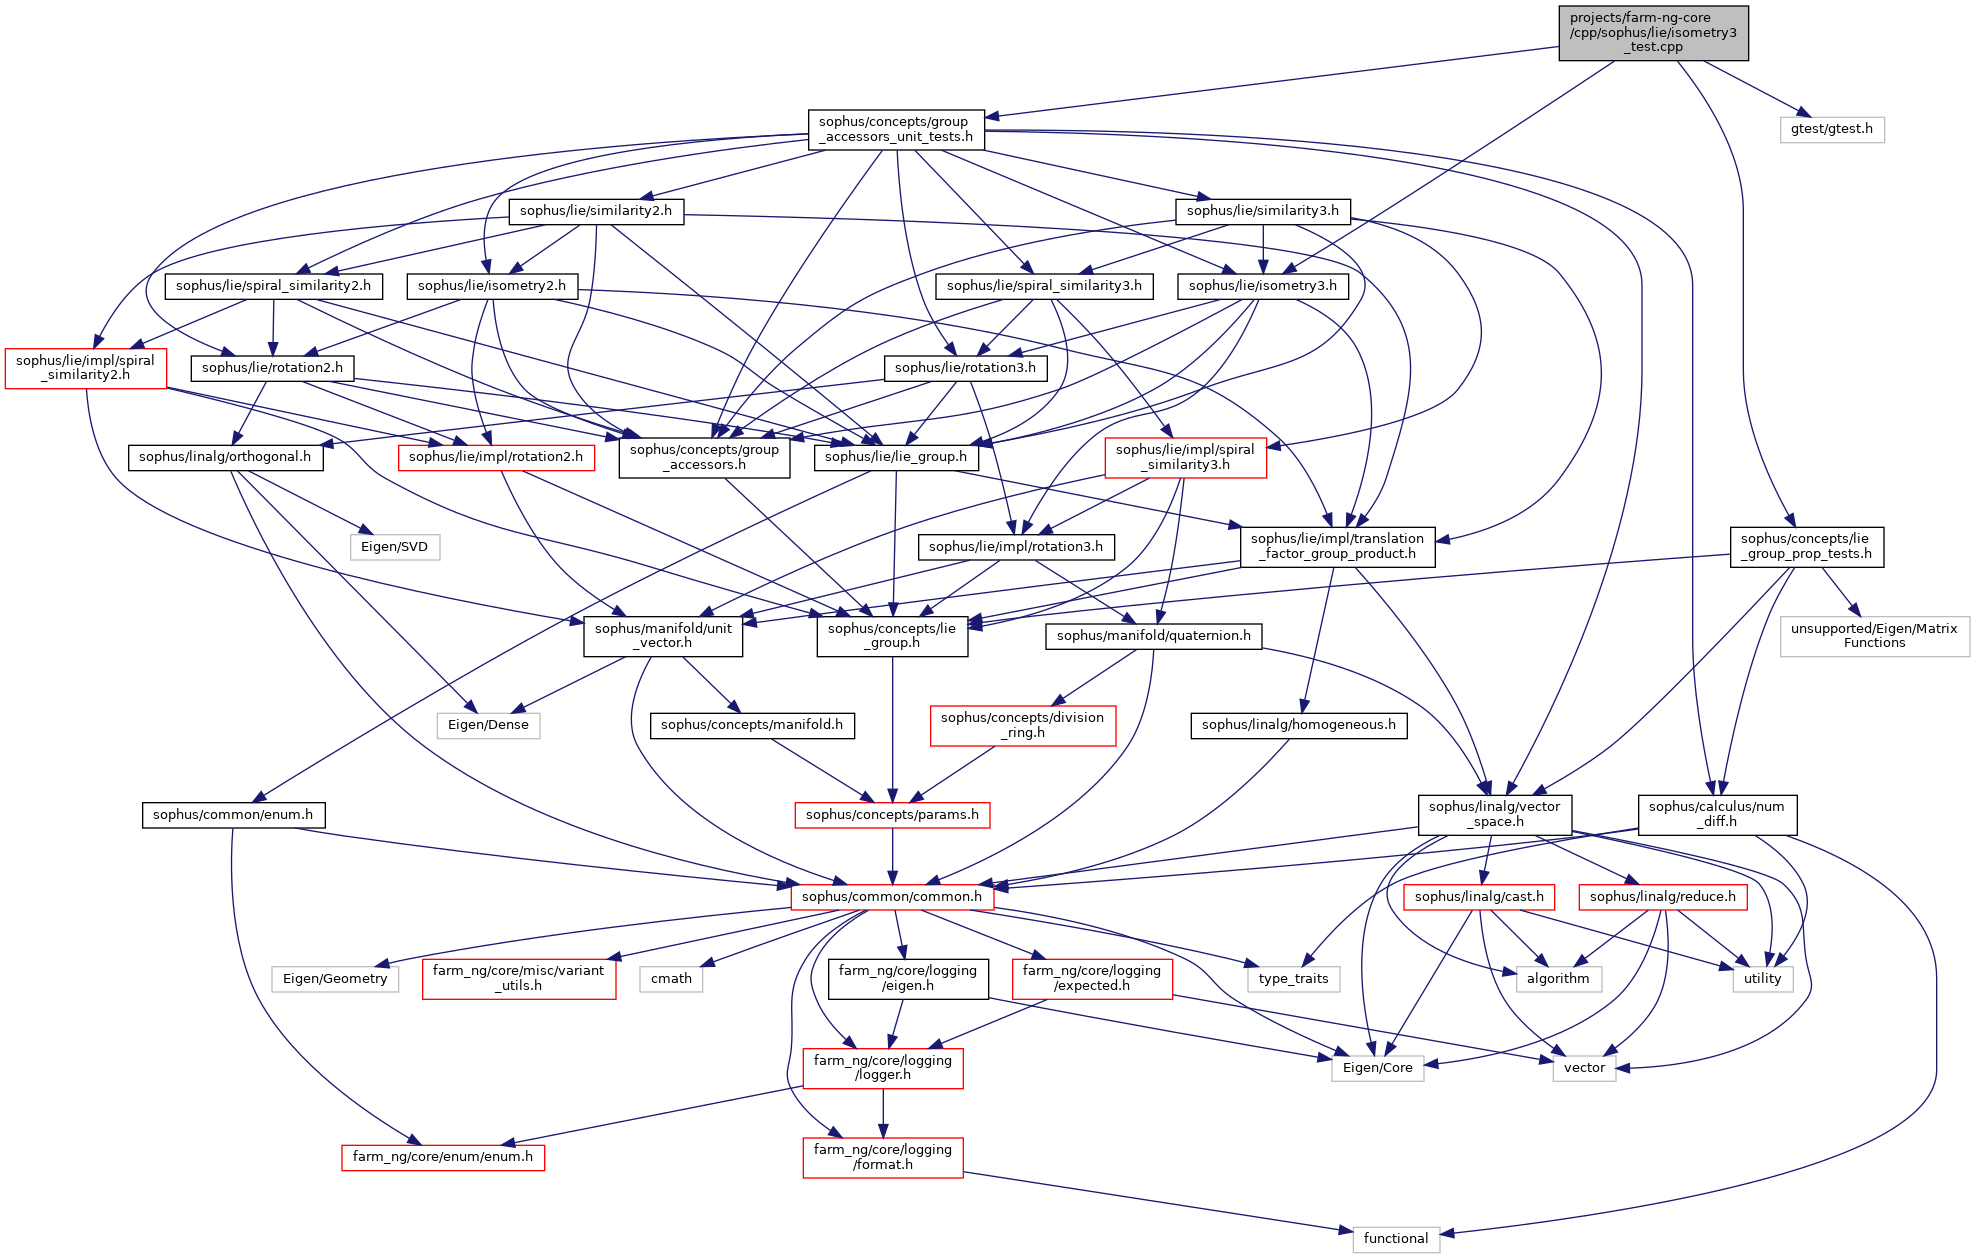 projects/farm-ng-core
/cpp/sophus/lie/isometry3
_test.cpp
sophus/concepts/group
_accessors_unit_tests.h
gtest/gtest.h
sophus/lie/similarity2.h
sophus/lie/similarity3.h
sophus/lie/spiral_similarity2.h
sophus/lie/isometry2.h
sophus/lie/spiral_similarity3.h
sophus/lie/isometry3.h
sophus/lie/impl/spiral
_similarity2.h
sophus/lie/rotation2.h
sophus/lie/rotation3.h
sophus/linalg/orthogonal.h
sophus/lie/impl/rotation2.h
sophus/concepts/group
_accessors.h
sophus/lie/lie_group.h
sophus/lie/impl/spiral
_similarity3.h
Eigen/SVD
sophus/lie/impl/rotation3.h
sophus/lie/impl/translation
_factor_group_product.h
sophus/concepts/lie
_group_prop_tests.h
sophus/manifold/unit
_vector.h
sophus/concepts/lie
_group.h
sophus/manifold/quaternion.h
unsupported/Eigen/Matrix
Functions
Eigen/Dense
sophus/concepts/manifold.h
sophus/concepts/division
_ring.h
sophus/linalg/homogeneous.h
sophus/common/enum.h
sophus/concepts/params.h
sophus/linalg/vector
_space.h
sophus/calculus/num
_diff.h
sophus/common/common.h
sophus/linalg/cast.h
sophus/linalg/reduce.h
Eigen/Geometry
farm_ng/core/misc/variant
_utils.h
cmath
farm_ng/core/logging
/eigen.h
farm_ng/core/logging
/expected.h
type_traits
algorithm
utility
farm_ng/core/logging
/logger.h
Eigen/Core
vector
farm_ng/core/enum/enum.h
farm_ng/core/logging
/format.h
functional